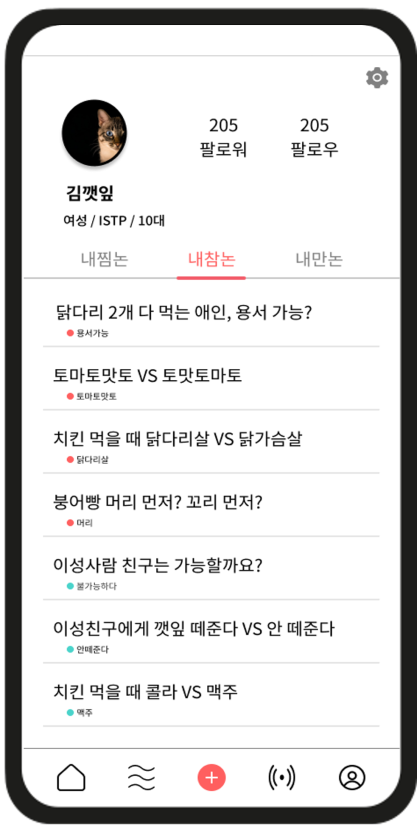 205
205
팔로워
팔로우
김깻잎
여성 / ISTP / 10대
내찜논
내참논
내만논
닭다리 2개 다 먹는 애인, 용서 가능?
용서가능
토마토맛토 VS 토맛토마토
토마토맛토
치킨 먹을 때 닭다리살 VS 닭가슴살
닭다리살
붕어빵 머리 먼저? 꼬리 먼저?
머리
이성사람 친구는 가능할까요?
불가능하다
이성친구에게 깻잎 떼준다 VS 안 떼준다
안떼준다
치킨 먹을 때 콜라 VS 맥주
맥주